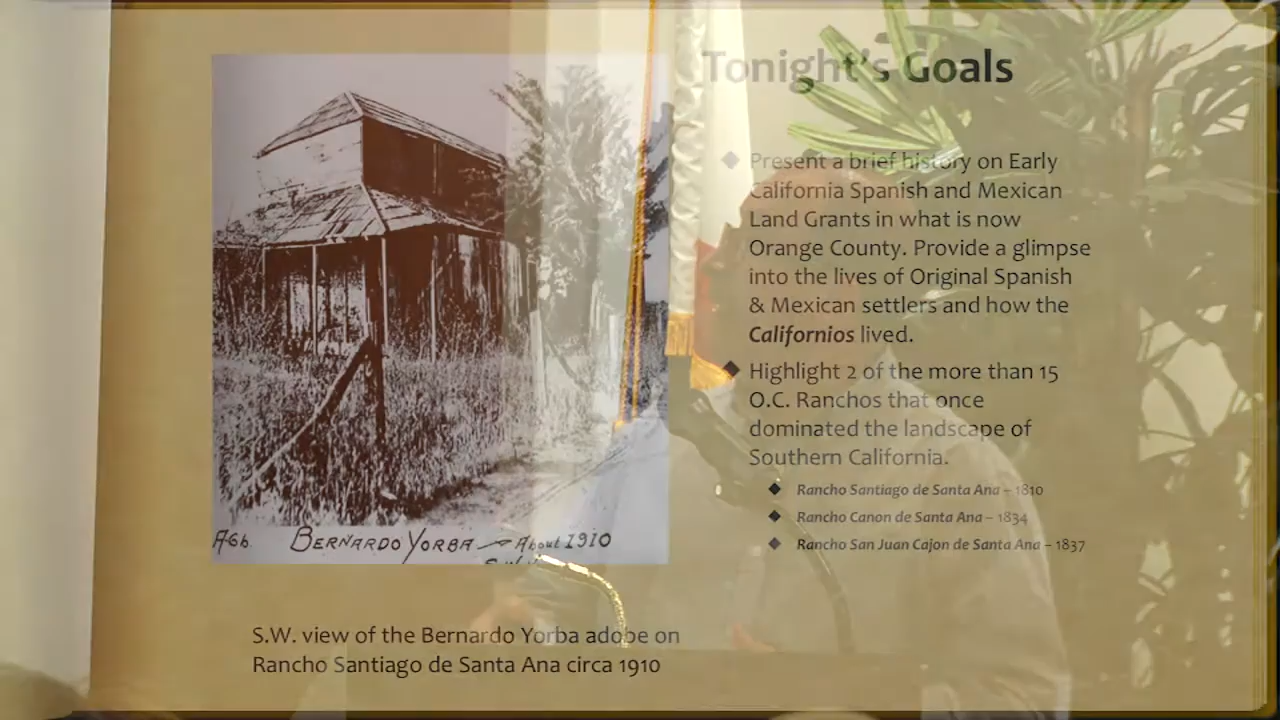 Tonight's Goals
Present a brief history on Early
California Spanish and Mexican
Land Grants in what is now
Orange County. Provide a glimpse
into the lives of Original Spanish
& Mexican settlers and how the
Californios lived.
Highlight 2 of the more than 15
O.C. Ranchos that once
dominated the landscape of
Southern California.
Rancho Santiago de Santa Ana – 1810
Rancho Canon de Santa Ana – 1834
Rancho San Juan Cajon de Santa Ana – 1837
BERNARDO YORBA About 1910
S.W. view of the Bernardo Yorba adobe on
Rancho Santiago de Santa Ana circa 1910